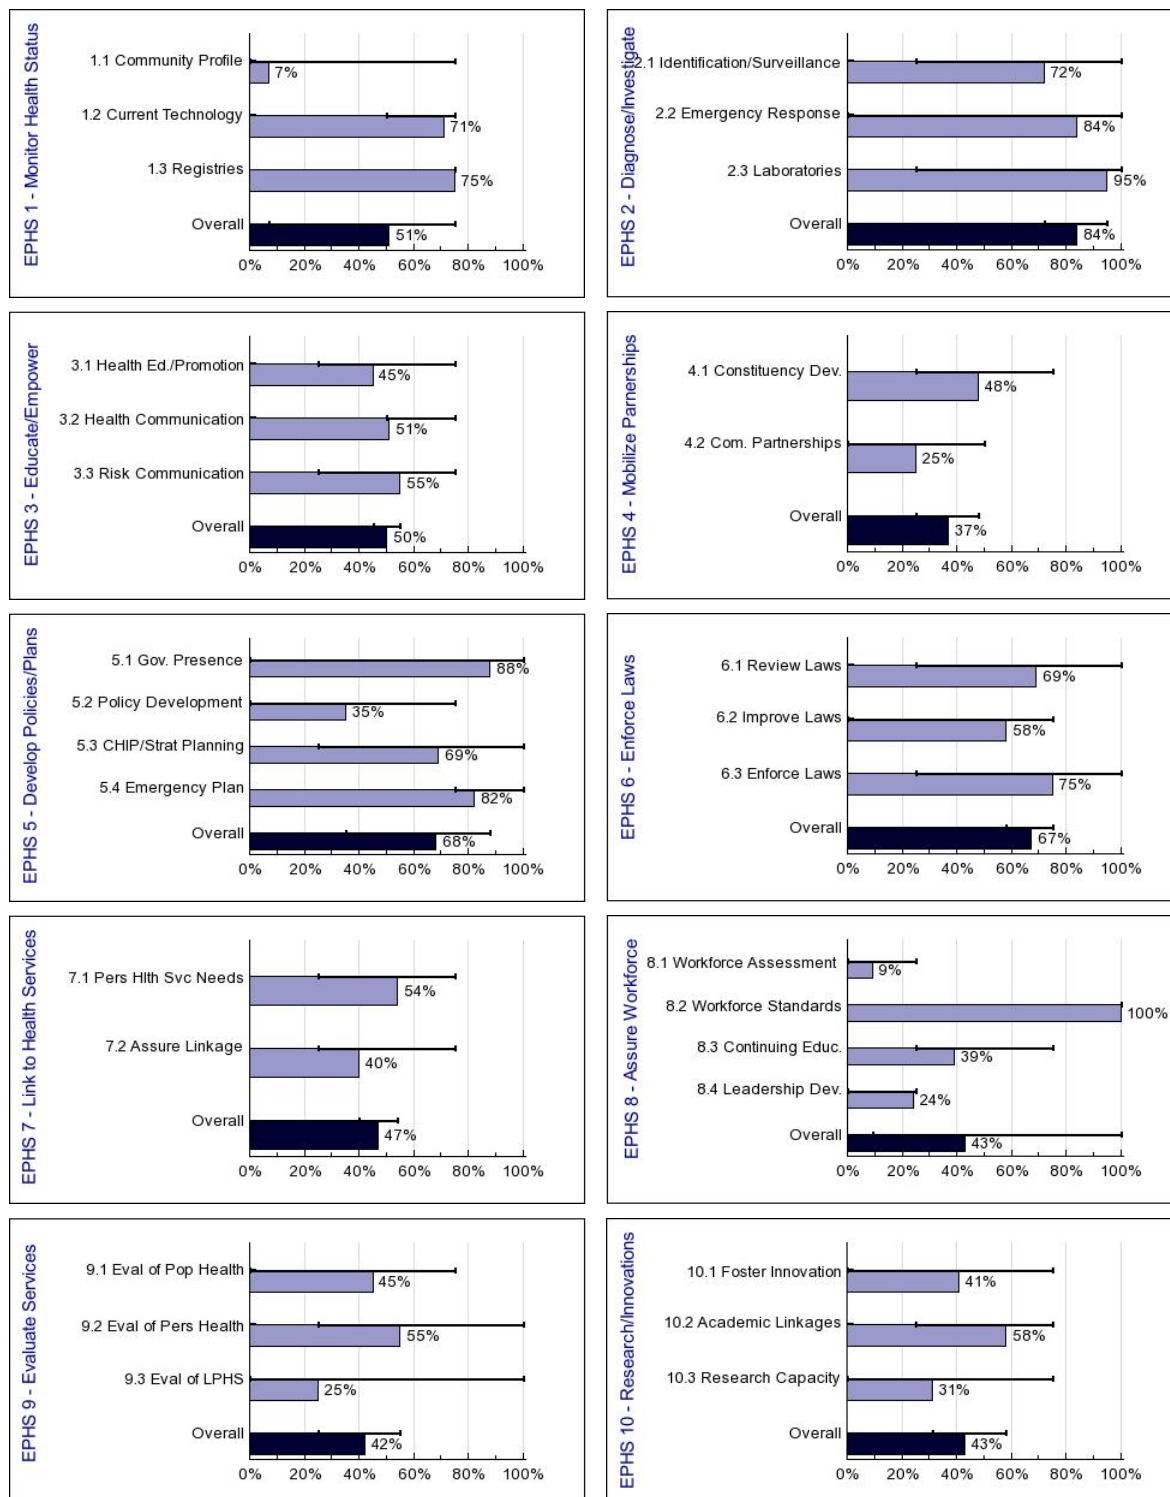 EPHS 1 - Monitor Health Status
1.1 Community Profile
7%
1.2 Current Technology
71%
1.3 Registries
75%
Overall
51%
0% 20% 40% 60% 80% 100%
EPHS 2 - Diagnose/Investigate
2.1 Identification/Surveillance
72%
2.2 Emergency Response
84%
2.3 Laboratories
95%
Overall
84%
0% 20% 40% 60% 80% 100%
EPHS 3 - Educate/Empower
3.1 Health Ed./Promotion
45%
3.2 Health Communication
51%
3.3 Risk Communication
55%
Overall
50%
0% 20% 40% 60% 80% 100%
EPHS 4 - Mobilize Parnerships
4.1 Constituency Dev.
48%
4.2 Com. Partnerships
25%
Overall
37%
0% 20% 40% 60% 80% 100%
EPHS 5 - Develop Policies/Plans
5.1 Gov. Presence
88%
5.2 Policy Development
35%
5.3 CHIP/Strat Planning
69%
5.4 Emergency Plan
82%
Overall
68%
0% 20% 40% 60% 80% 100%
EPHS 6 - Enforce Laws
6.1 Review Laws
69%
6.2 Improve Laws
58%
6.3 Enforce Laws
75%
Overall
67%
0% 20% 40% 60% 80% 100%
EPHS 7 - Link to Health Services
7.1 Pers Hlth Svc Needs
54%
7.2 Assure Linkage
40%
Overall
47%
0% 20% 40% 60% 80% 100%
EPHS 8 - Assure Workforce
8.1 Workforce Assessment
9%
8.2 Workforce Standards
100%
8.3 Continuing Educ.
39%
8.4 Leadership Dev.
24%
Overall
43%
0% 20% 40% 60% 80% 100%
EPHS 9 - Evaluate Services
9.1 Eval of Pop Health
45%
9.2 Eval of Pers Health
55%
9.3 Eval of LPHS
25%
Overall
42%
0% 20% 40% 60% 80% 100%
EPHS 10 - Research/Innovations
10.1 Foster Innovation
41%
10.2 Academic Linkages
58%
10.3 Research Capacity
31%
Overall
43%
0% 20% 40% 60% 80% 100%